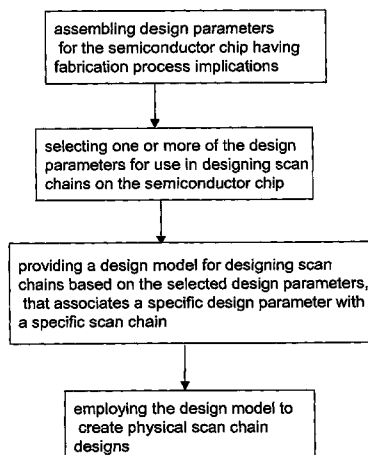 assembling design parameters
for the semiconductor chip having
fabrication process implications
selecting one or more of the design
parameters for use in designing scan
chains on the semiconductor chip
providing a design model for designing scan
chains based on the selected design parameters,
that associates a specific design parameter with
a specific scan chain
employing the design model to
create physical scan chain
designs